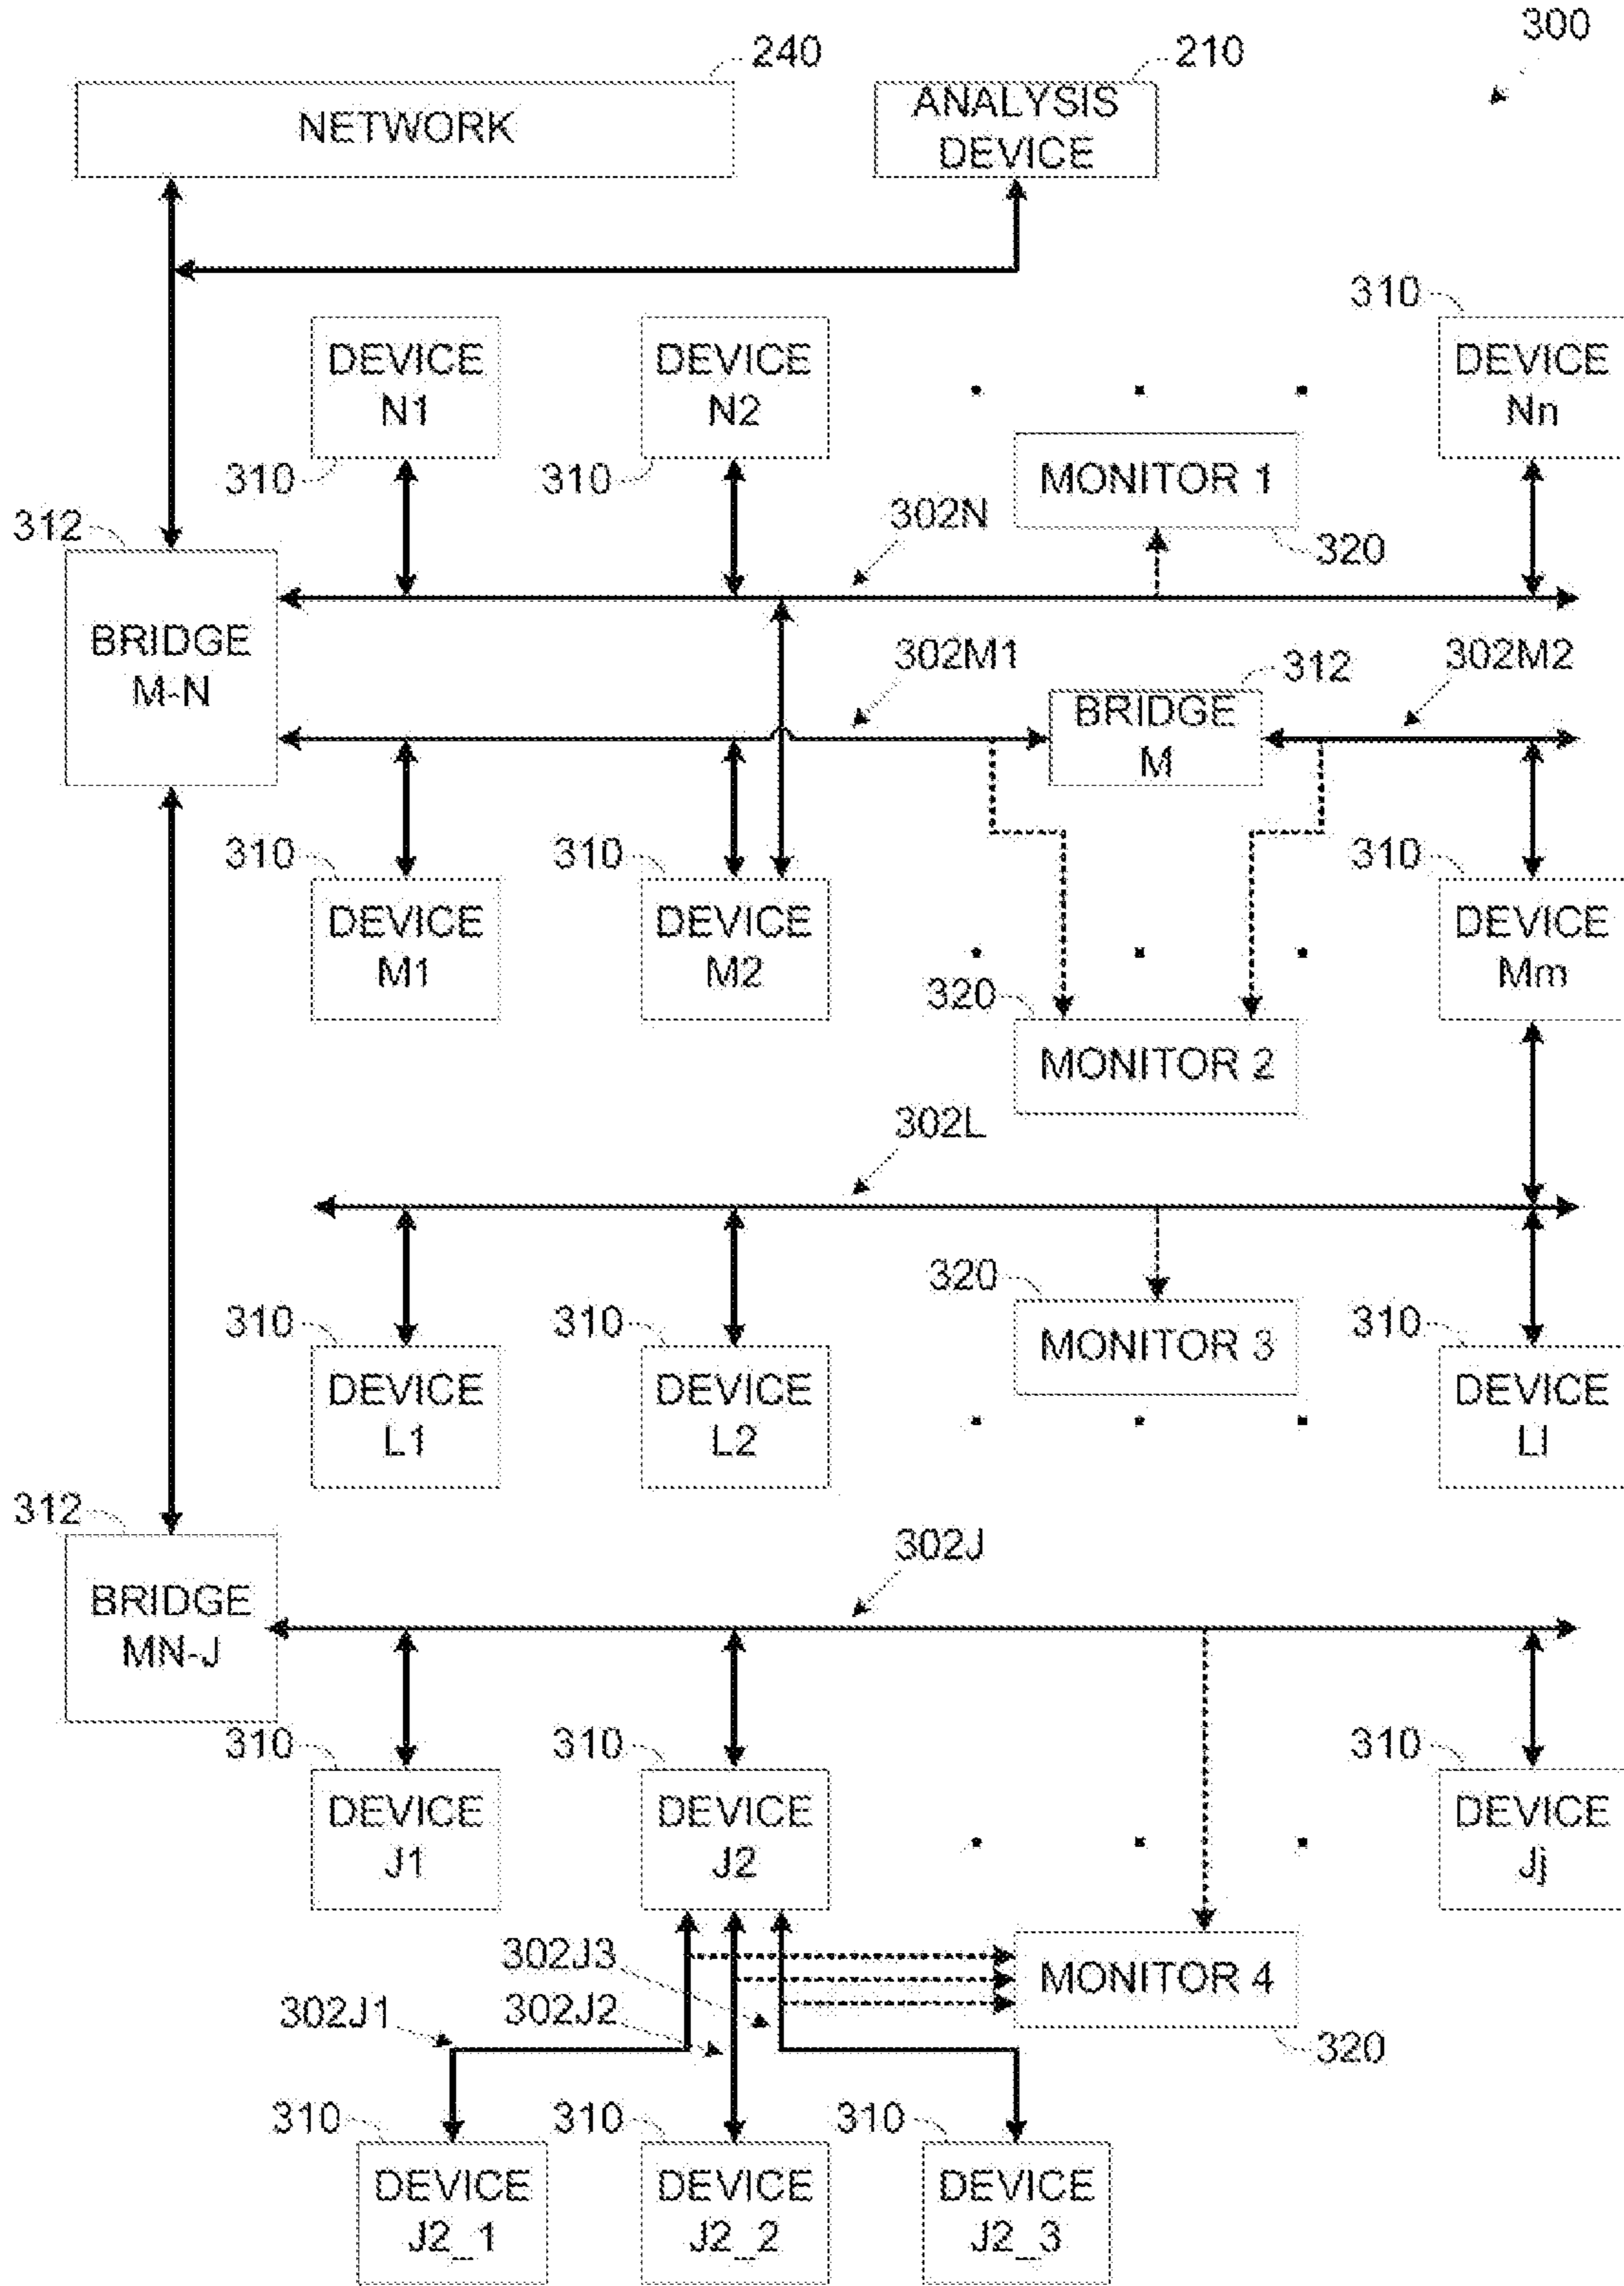 300
240
210
NETWORK
ANALYSIS
DEVICE
310
DEVICE
N1
DEVICE
N2
DEVICE
Nn
310
310
MONITOR 1
302N
320
312
BRIDGE
M-N
302M1
312
302M2
BRIDGE
M
310
310
310
DEVICE
M1
DEVICE
M2
DEVICE
Mm
320
MONITOR 2
302L
320
310
310
MONITOR 3
310
DEVICE
L1
DEVICE
L2
DEVICE
Ll
312
302J
BRIDGE
MN-J
310
310
310
DEVICE
J1
DEVICE
J2
DEVICE
Jj
302J3
MONITOR 4
302J1
302J2
320
310
310
310
DEVICE
J2_1
DEVICE
J2_2
DEVICE
J2_3